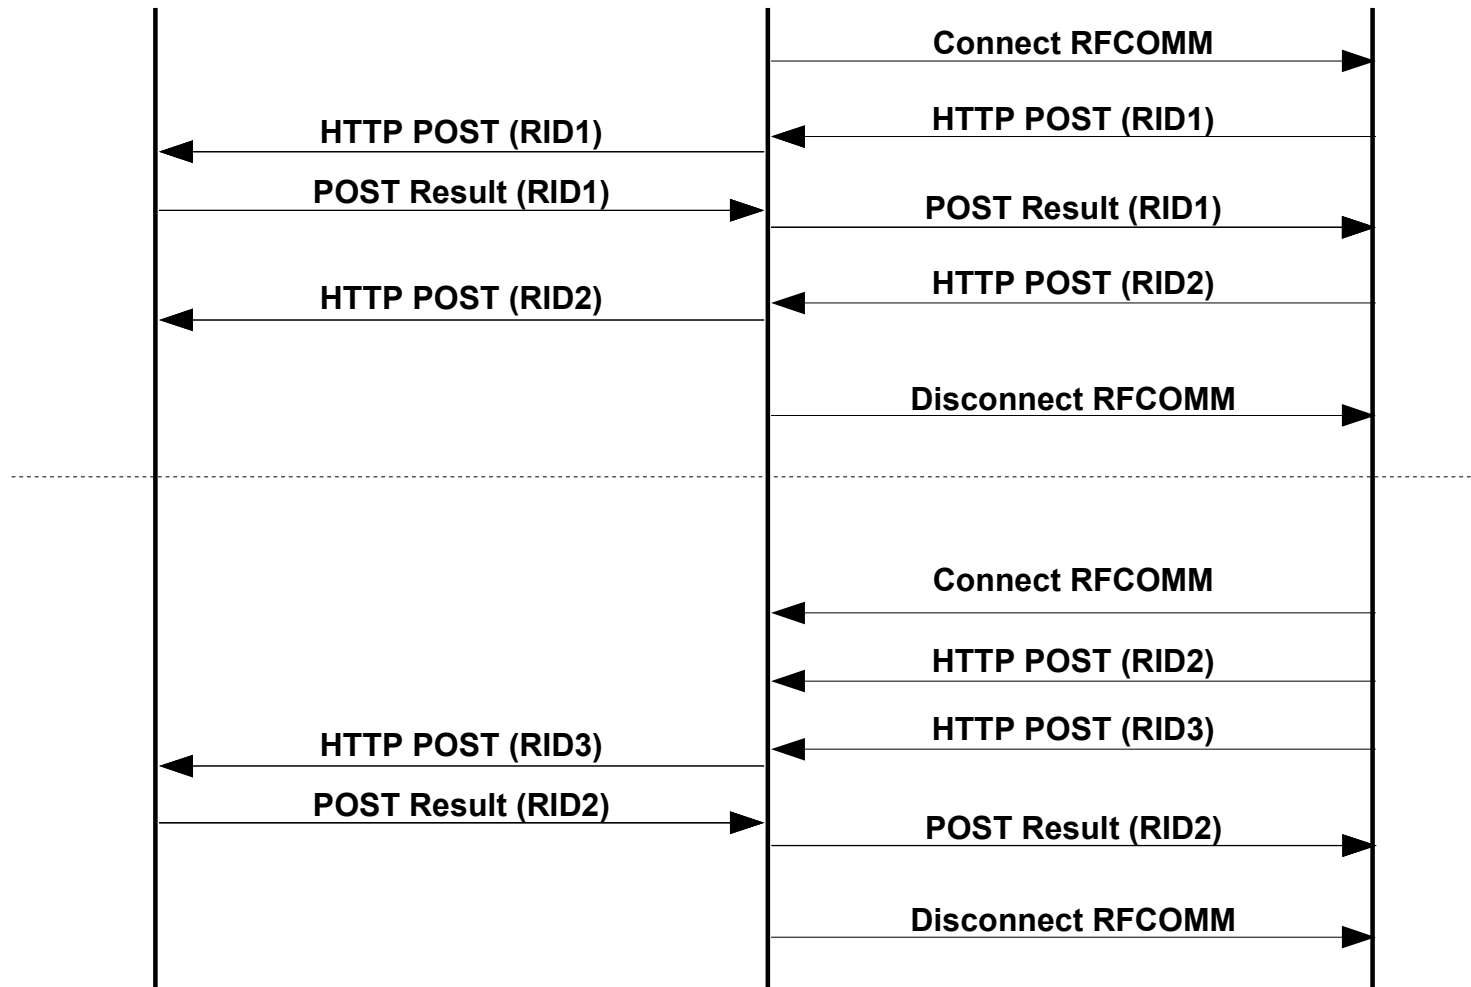 Connect RFCOMM
HTTP POST (RID1)
HTTP POST (RID1)
POST Result (RID1)
POST Result (RID1)
HTTP POST (RID2)
HTTP POST (RID2)
Disconnect RFCOMM
Connect RFCOMM
HTTP POST (RID2)
HTTP POST (RID3)
HTTP POST (RID3)
POST Result (RID2)
POST Result (RID2)
Disconnect RFCOMM